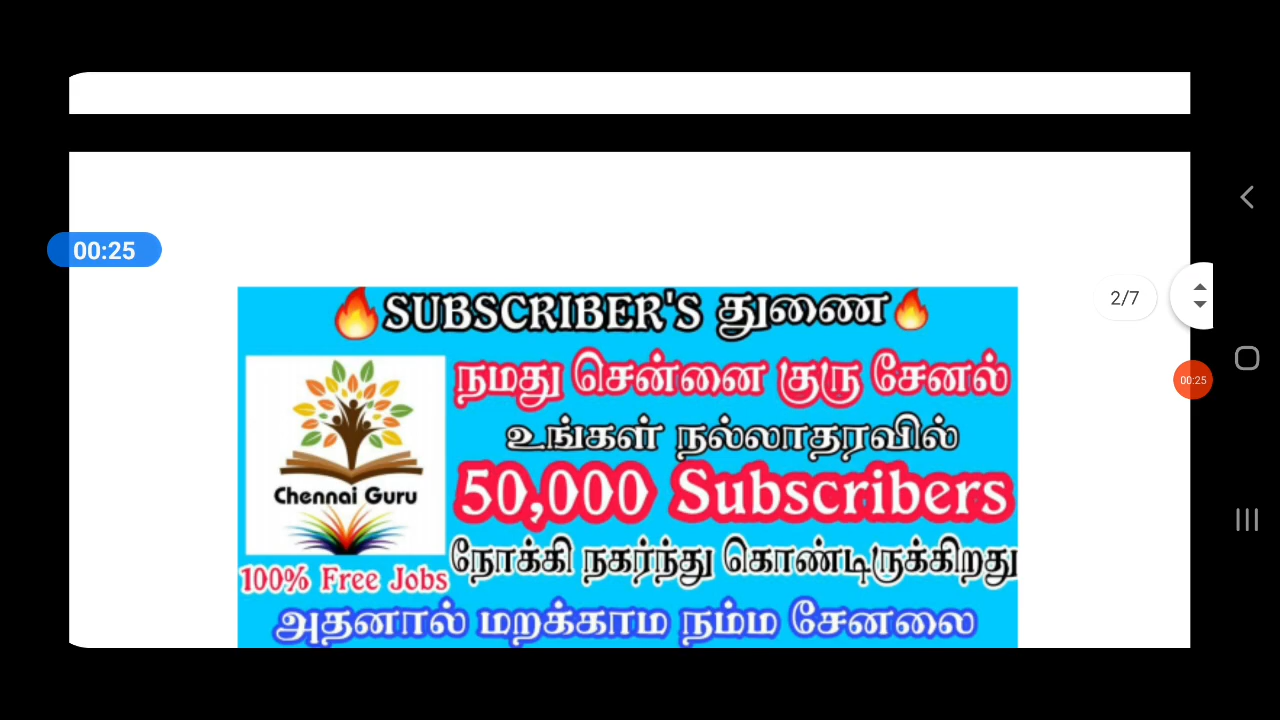 00:25
2/7
00:25
SUBSCRIBER'S துணை
நமது சென்னை குரு சேனல்
உங்கள் நல்லாதரவில்
50,000 Subscribers
Chennai Guru
நோக்கி நகர்ந்து கொண்டிருக்கிறது
100% Free Jobs
அதனால் மறக்காம நம்ம சேனலை